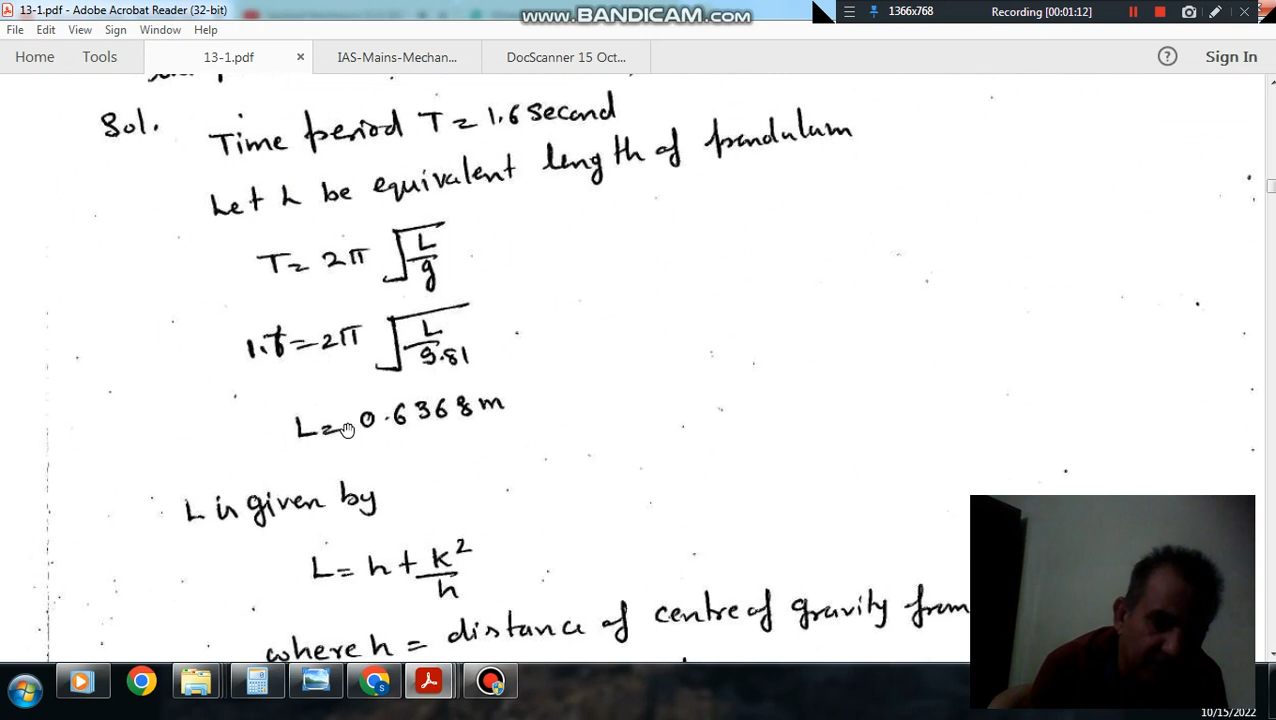 13-1.pdf - Adobe Acrobat Reader (32-bit)
www.BANDICAM.com
1366x768
Recording [00:01:12]
File Edit View Sign Window Help
Home Tools 13-1.pdf × IAS-Mains-Mechan... DocScanner 15 Oct... ? Sign In
Sol. Time period T = 1.6 second
Let L be equivalent length of pendulum
T = 2π √(L/g)
1.6 = 2π √(L/9.81)
L = 0.6368 m
L is given by
L = h + k²/h
where h = distance of centre of gravity from
10/15/2022